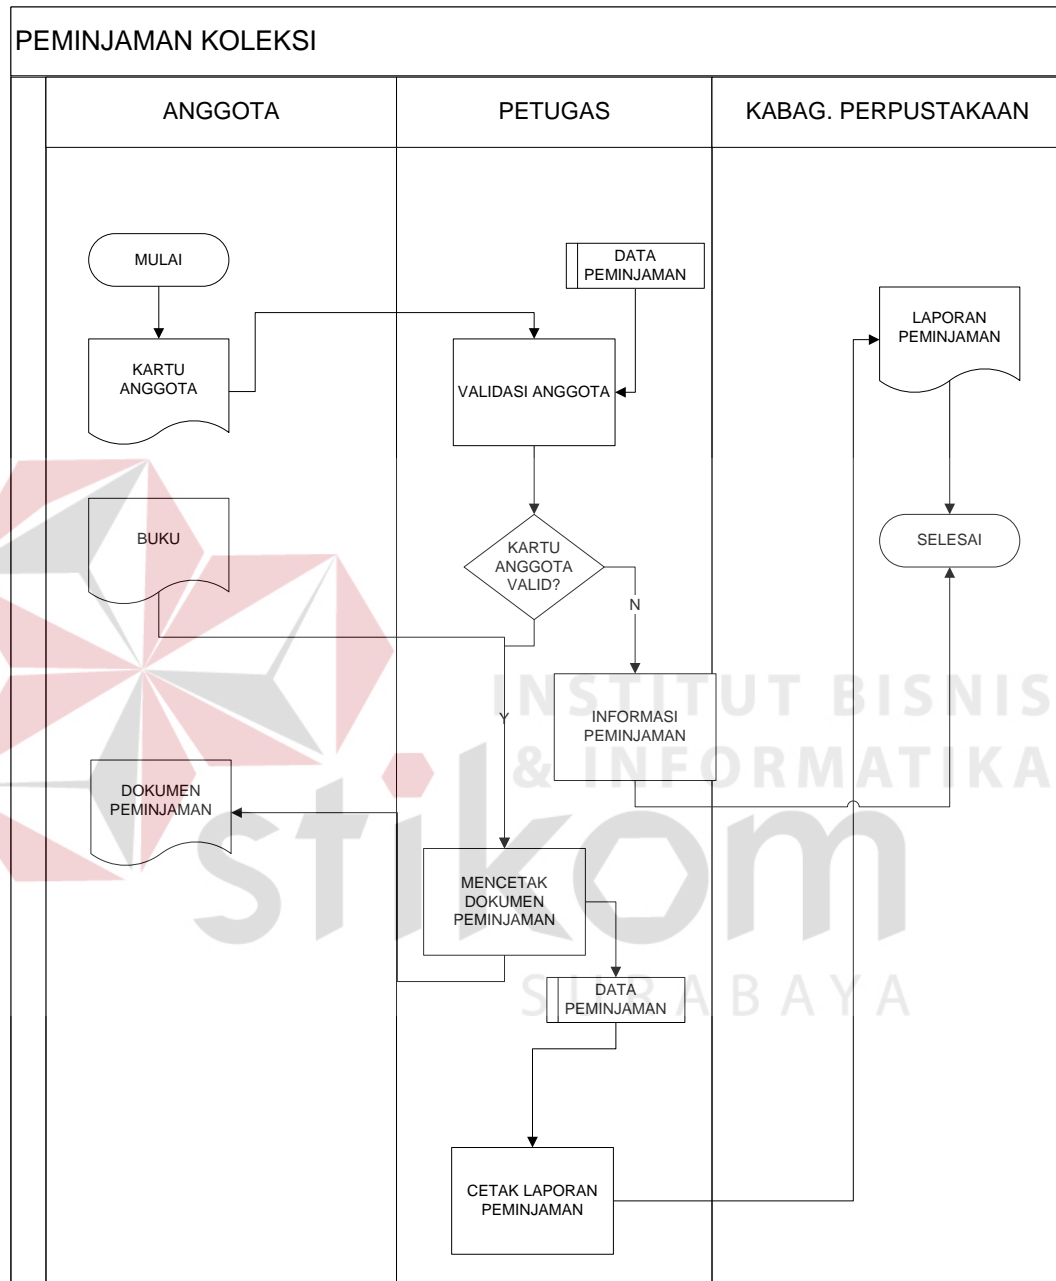 PEMINJAMAN KOLEKSI
ANGGOTA
PETUGAS
KABAG. PERPUSTAKAAN
MULAI
DATA
PEMINJAMAN
LAPORAN
PEMINJAMAN
KARTU
ANGGOTA
VALIDASI ANGGOTA
BUKU
KARTU
ANGGOTA
VALID?
SELESAI
N
INFORMASI
PEMINJAMAN
Y
INSTITUT BISNIS
& INFORMATIKA
stikom
SURABAYA
DOKUMEN
PEMINJAMAN
MENCETAK
DOKUMEN
PEMINJAMAN
DATA
PEMINJAMAN
CETAK LAPORAN
PEMINJAMAN